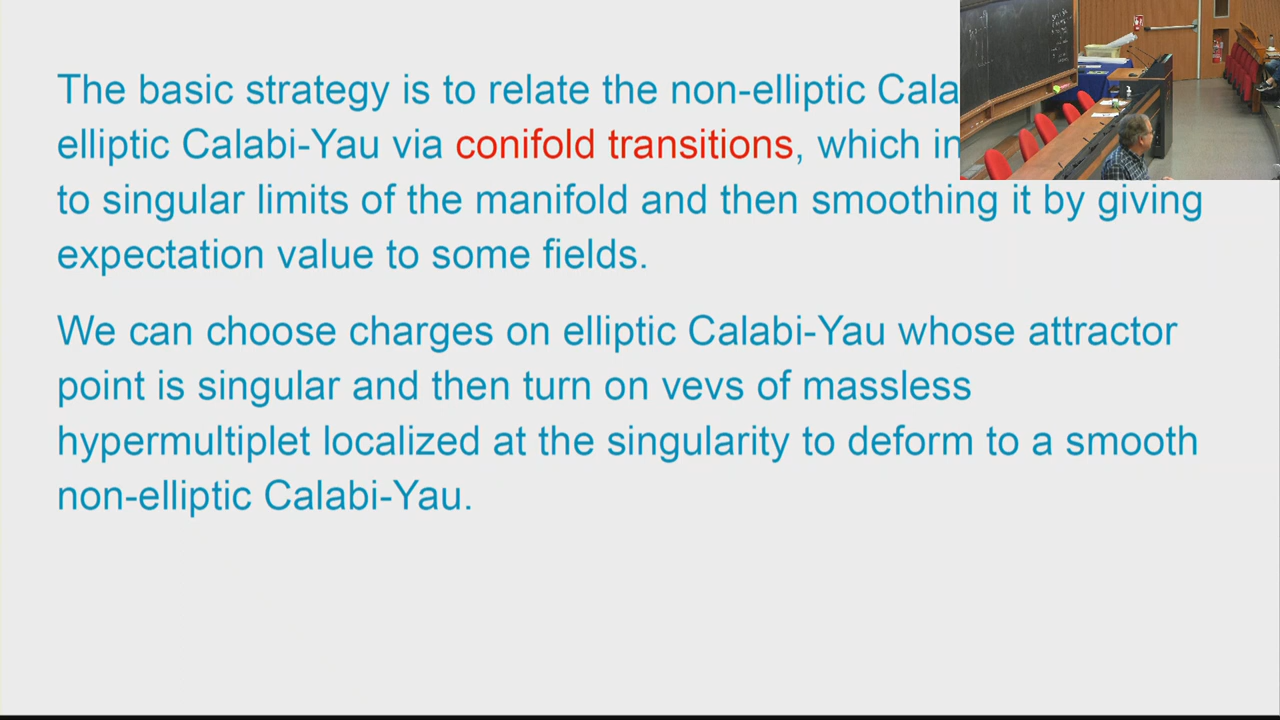 The basic strategy is to relate the non-elliptic
elliptic Calabi-Yau via conifold transitions, which
to singular limits of the manifold and then smoothing it by giving
expectation value to some fields.
We can choose charges on elliptic Calabi-Yau whose attractor
point is singular and then turn on vevs of massless
hypermultiplet localized at the singularity to deform to a smooth
non-elliptic Calabi-Yau.